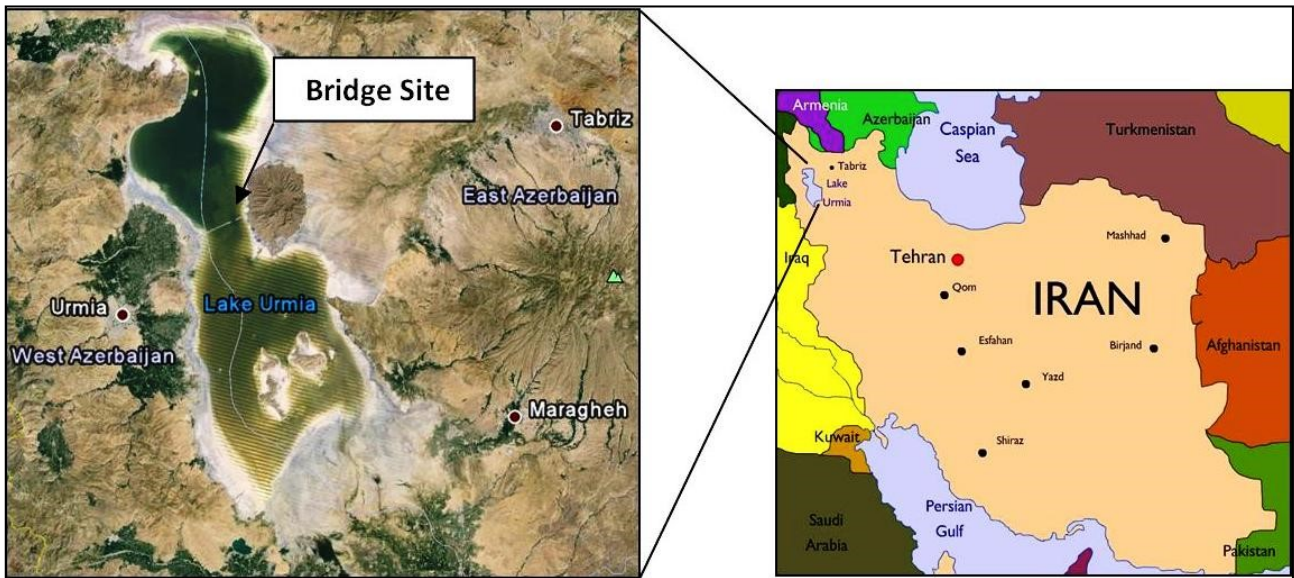 Bridge Site
Tabriz
East Azerbaijan
Lake Urmia
Urmia
West Azerbaijan
Maragheh
Armenia
Azerbaijan
Caspian
Sea
Turkmenistan
Tabriz
Lake
Urmia
Mashhad
Tehran
Iraq
Qom
IRAN
Esfahan
Birjand
Afghanistan
Yazd
Kuwait
Shiraz
Persian
Gulf
Saudi
Arabia
Pakistan